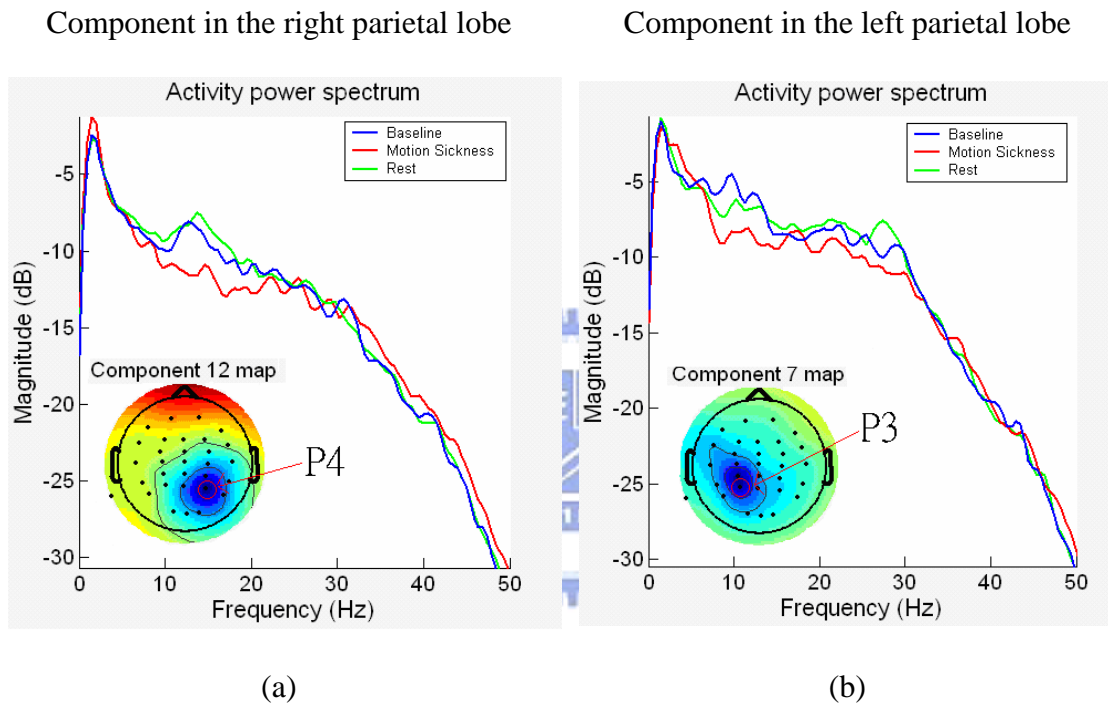 Component in the right parietal lobe
Component in the left parietal lobe
Activity power spectrum
Baseline
Motion Sickness
Rest
Magnitude (dB)
-5
-10
-15
-20
-25
-30
Component 12 map
P4
0
10
20
30
40
50
Frequency (Hz)
(a)
Activity power spectrum
Baseline
Motion Sickness
Rest
Magnitude (dB)
-5
-10
-15
-20
-25
-30
Component 7 map
P3
0
10
20
30
40
50
Frequency (Hz)
(b)